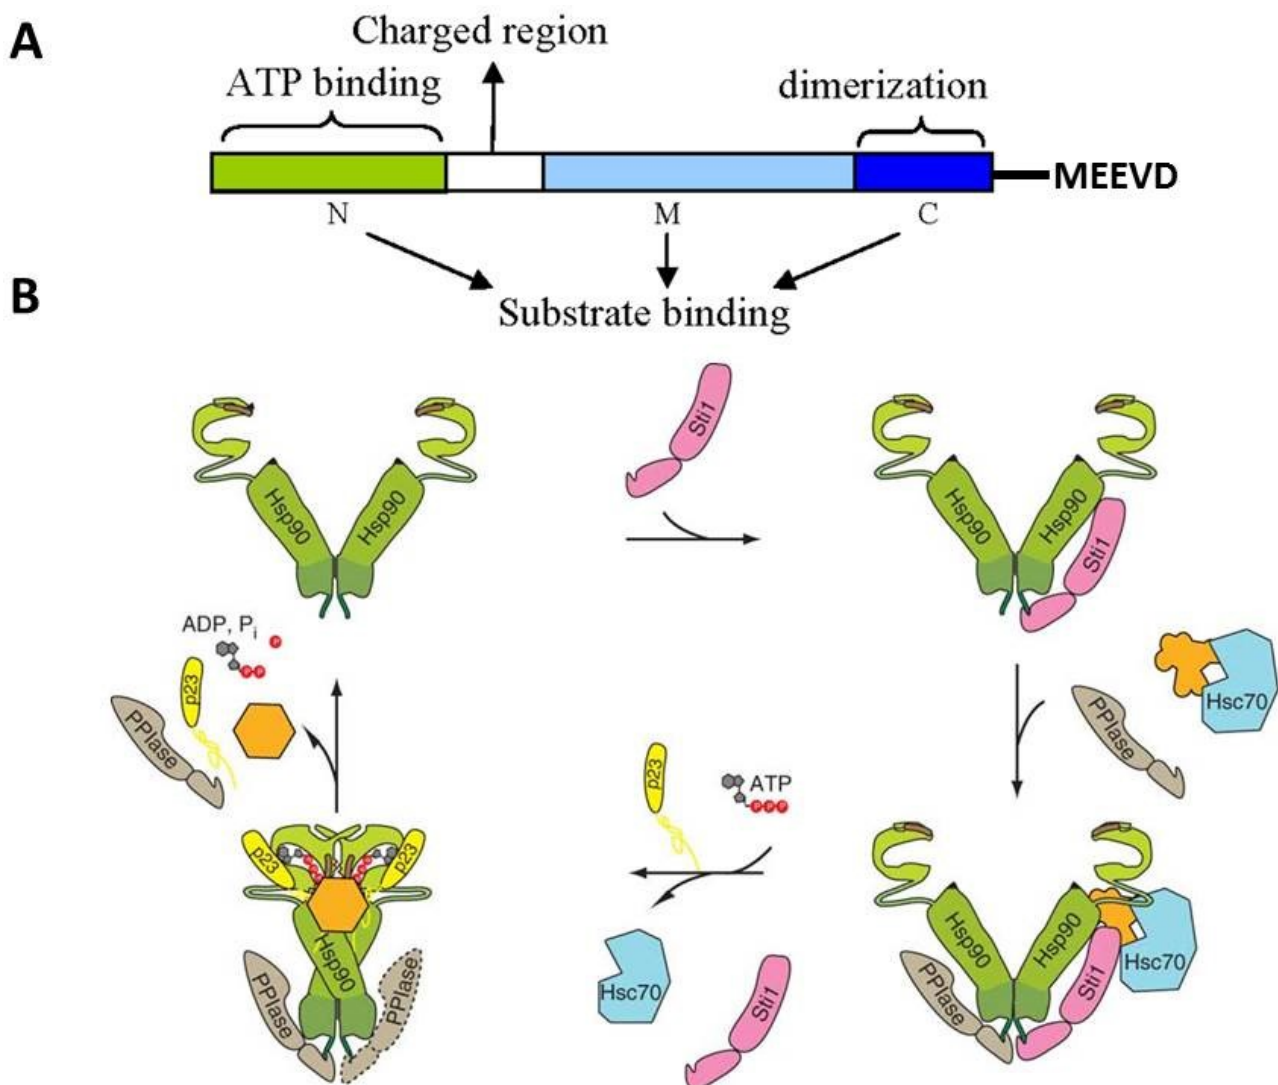 A
Charged region
ATP binding
dimerization
MEEVD
N
M
C
Substrate binding
B
Hsp90
Hsp90
Sti1
Hsp90
Hsp90
Sti1
ADP, Pi
P
P P
p23
PPIase
PPIase
Hsc70
p23
ATP
P P P
p23
p23
Hsp90
PPIase
PPIase
Hsc70
Sti1
Hsp90
Hsp90
PPIase
Sti1
Hsc70